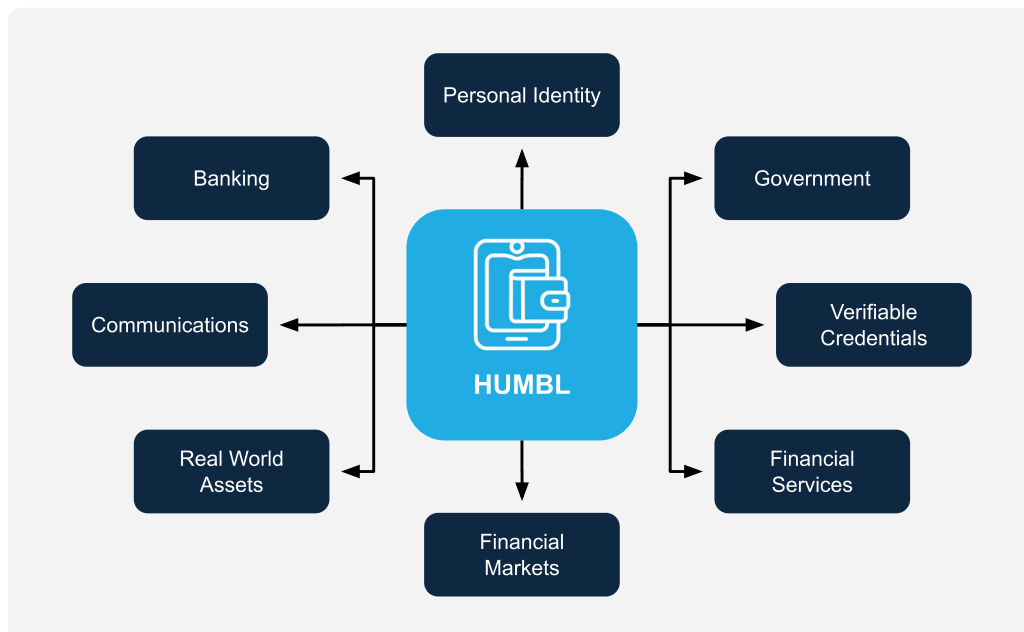 Personal Identity
Banking
Government
Communications
HUMBL
Verifiable
Credentials
Real World
Assets
Financial
Services
Financial
Markets